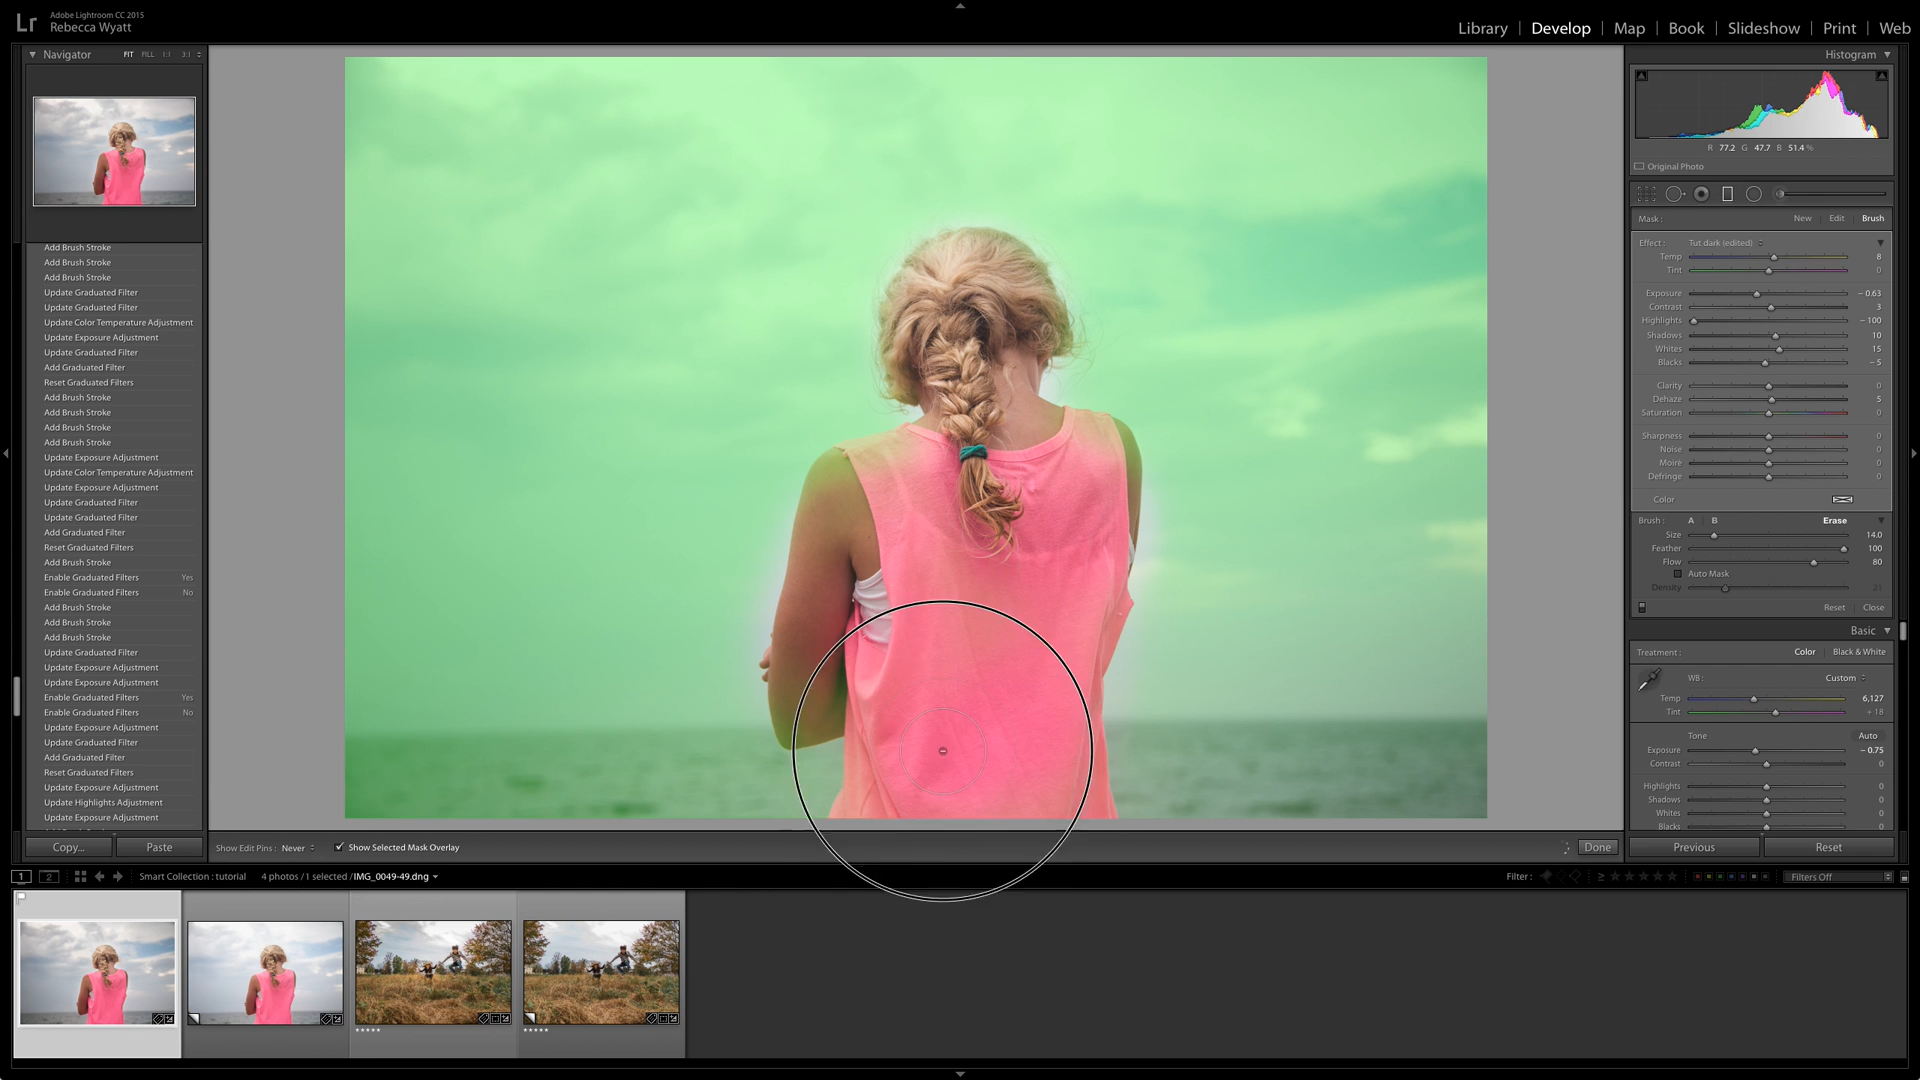 Lr
Adobe Lightroom CC 2015
Rebecca Wyatt
Library | Develop | Map | Book | Slideshow | Print | Web
Navigator FIT FILL 1:1 3:1
Add Brush Stroke
Add Brush Stroke
Add Brush Stroke
Update Graduated Filter
Update Graduated Filter
Update Color Temperature Adjustment
Update Exposure Adjustment
Update Graduated Filter
Add Graduated Filter
Reset Graduated Filters
Add Brush Stroke
Add Brush Stroke
Add Brush Stroke
Add Brush Stroke
Update Exposure Adjustment
Update Color Temperature Adjustment
Update Exposure Adjustment
Update Graduated Filter
Update Graduated Filter
Add Graduated Filter
Reset Graduated Filters
Add Brush Stroke
Enable Graduated Filters Yes
Enable Graduated Filters No
Add Brush Stroke
Add Brush Stroke
Add Brush Stroke
Update Graduated Filter
Update Exposure Adjustment
Update Exposure Adjustment
Enable Graduated Filters Yes
Enable Graduated Filters No
Update Exposure Adjustment
Update Graduated Filter
Add Graduated Filter
Reset Graduated Filters
Update Exposure Adjustment
Update Highlights Adjustment
Update Exposure Adjustment
Copy... Paste
Show Edit Pins : Never Show Selected Mask Overlay Done
Histogram
R 77.2 G 47.7 B 51.4 %
Original Photo
Mask : New Edit Brush
Effect : Tut dark (edited)
Temp 8
Tint 0
Exposure – 0.63
Contrast 3
Highlights – 100
Shadows 10
Whites 15
Blacks – 5
Clarity 0
Dehaze 5
Saturation 0
Sharpness 0
Noise 0
Moiré 0
Defringe 0
Color
Brush : A B Erase
Size 14.0
Feather 100
Flow 80
Auto Mask
Density 21
Reset Close
Basic
Treatment : Color Black & White
WB : Custom
Temp 6,127
Tint + 18
Tone Auto
Exposure – 0.75
Contrast 0
Highlights 0
Shadows 0
Whites 0
Blacks 0
Previous Reset
1 2 Smart Collection : tutorial 4 photos / 1 selected / IMG_0049-49.dng Filter : Filters Off